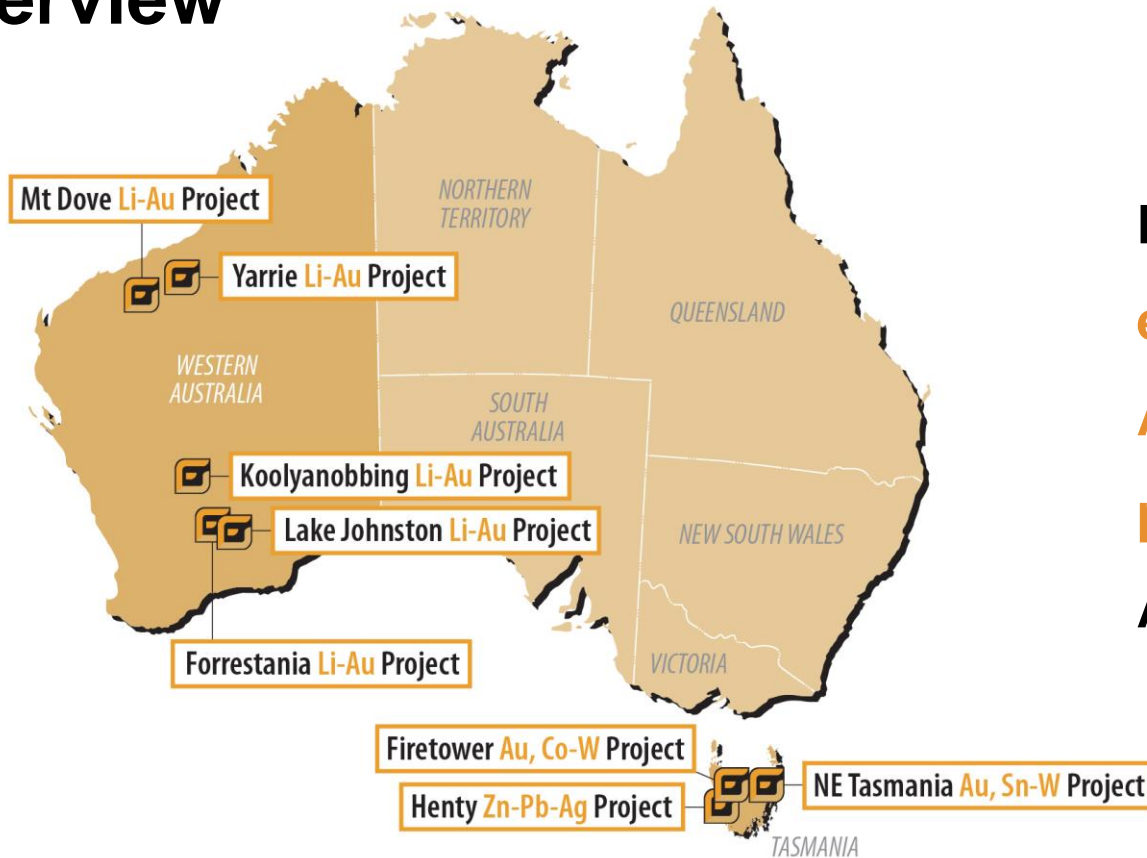 Mt Dove Li-Au Project
Yarrie Li-Au Project
NORTHERN
TERRITORY
QUEENSLAND
WESTERN
AUSTRALIA
SOUTH
AUSTRALIA
Koolyanobbing Li-Au Project
Lake Johnston Li-Au Project
NEW SOUTH WALES
Forrestania Li-Au Project
VICTORIA
Firetower Au, Co-W Project
NE Tasmania Au, Sn-W Project
Henty Zn-Pb-Ag Project
TASMANIA